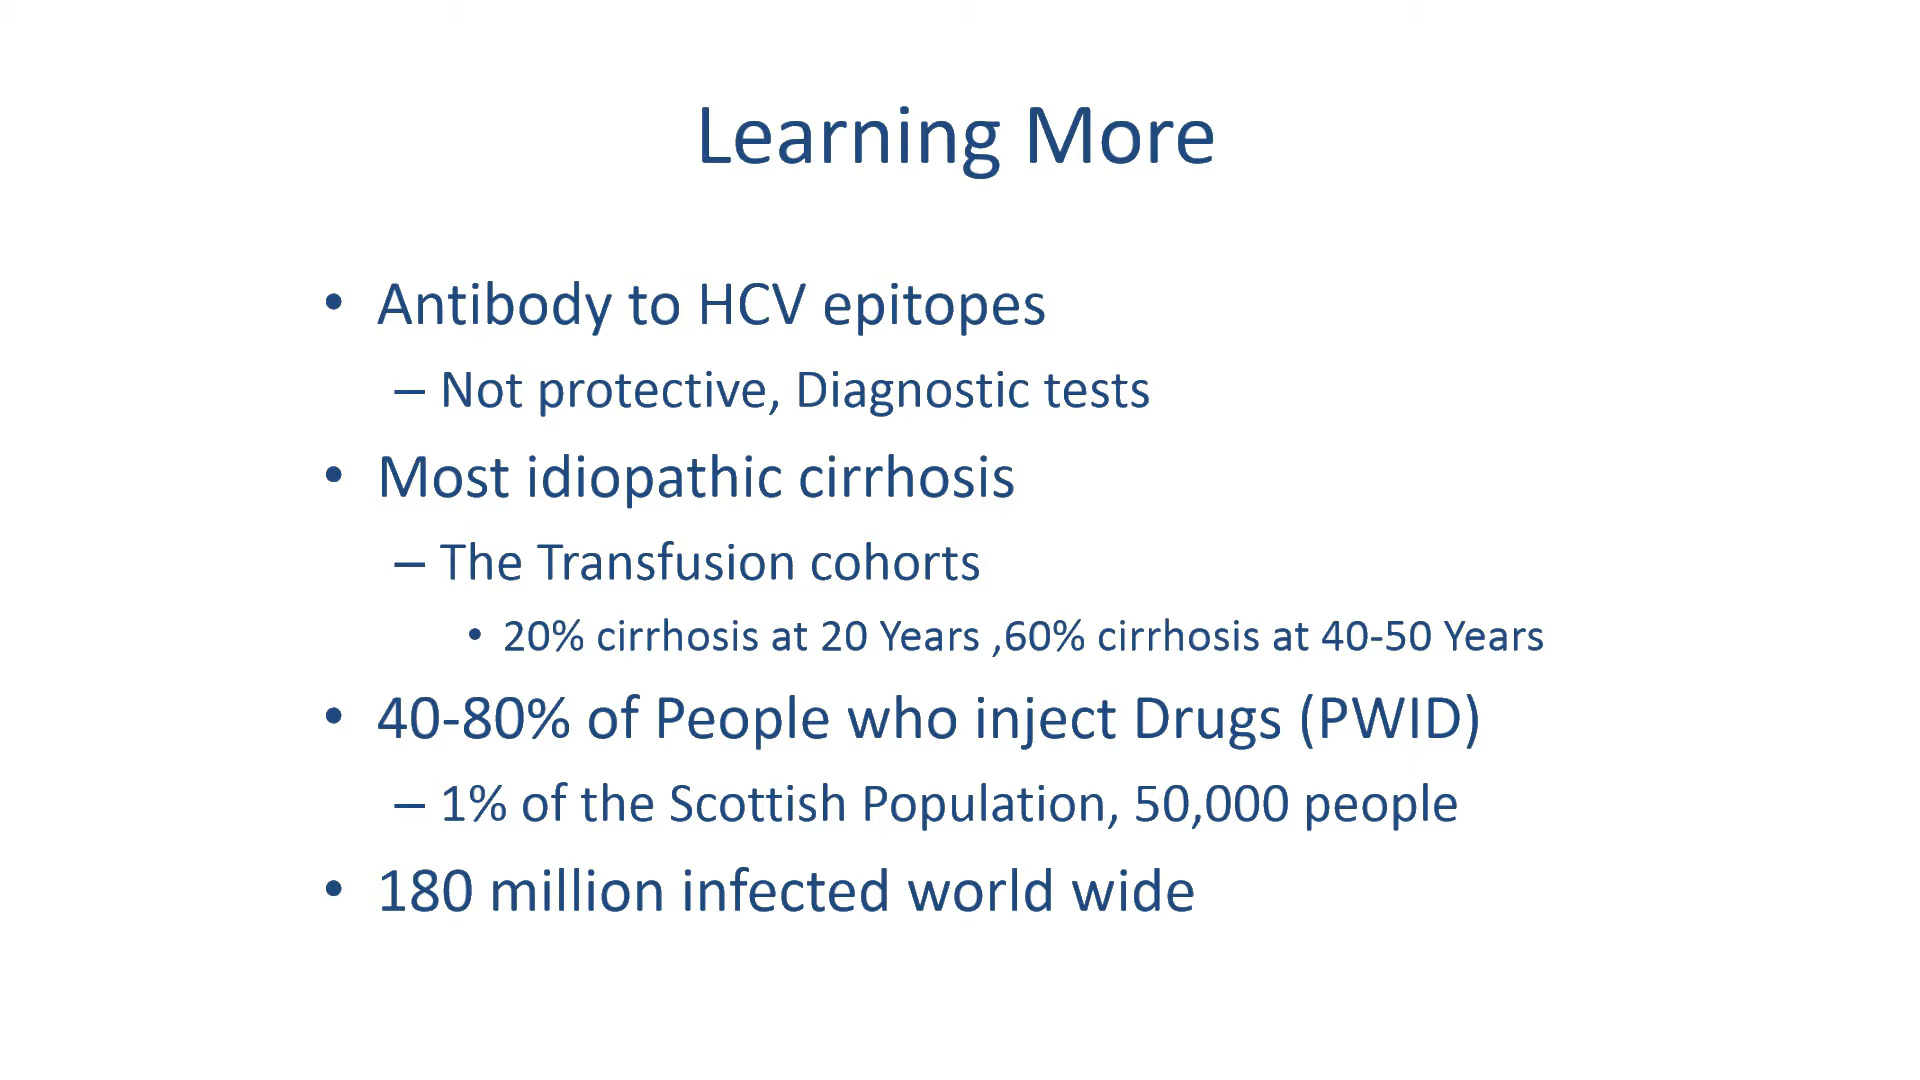 Learning More
• Antibody to HCV epitopes
– Not protective, Diagnostic tests
• Most idiopathic cirrhosis
– The Transfusion cohorts
• 20% cirrhosis at 20 Years ,60% cirrhosis at 40-50 Years
• 40-80% of People who inject Drugs (PWID)
– 1% of the Scottish Population, 50,000 people
• 180 million infected world wide